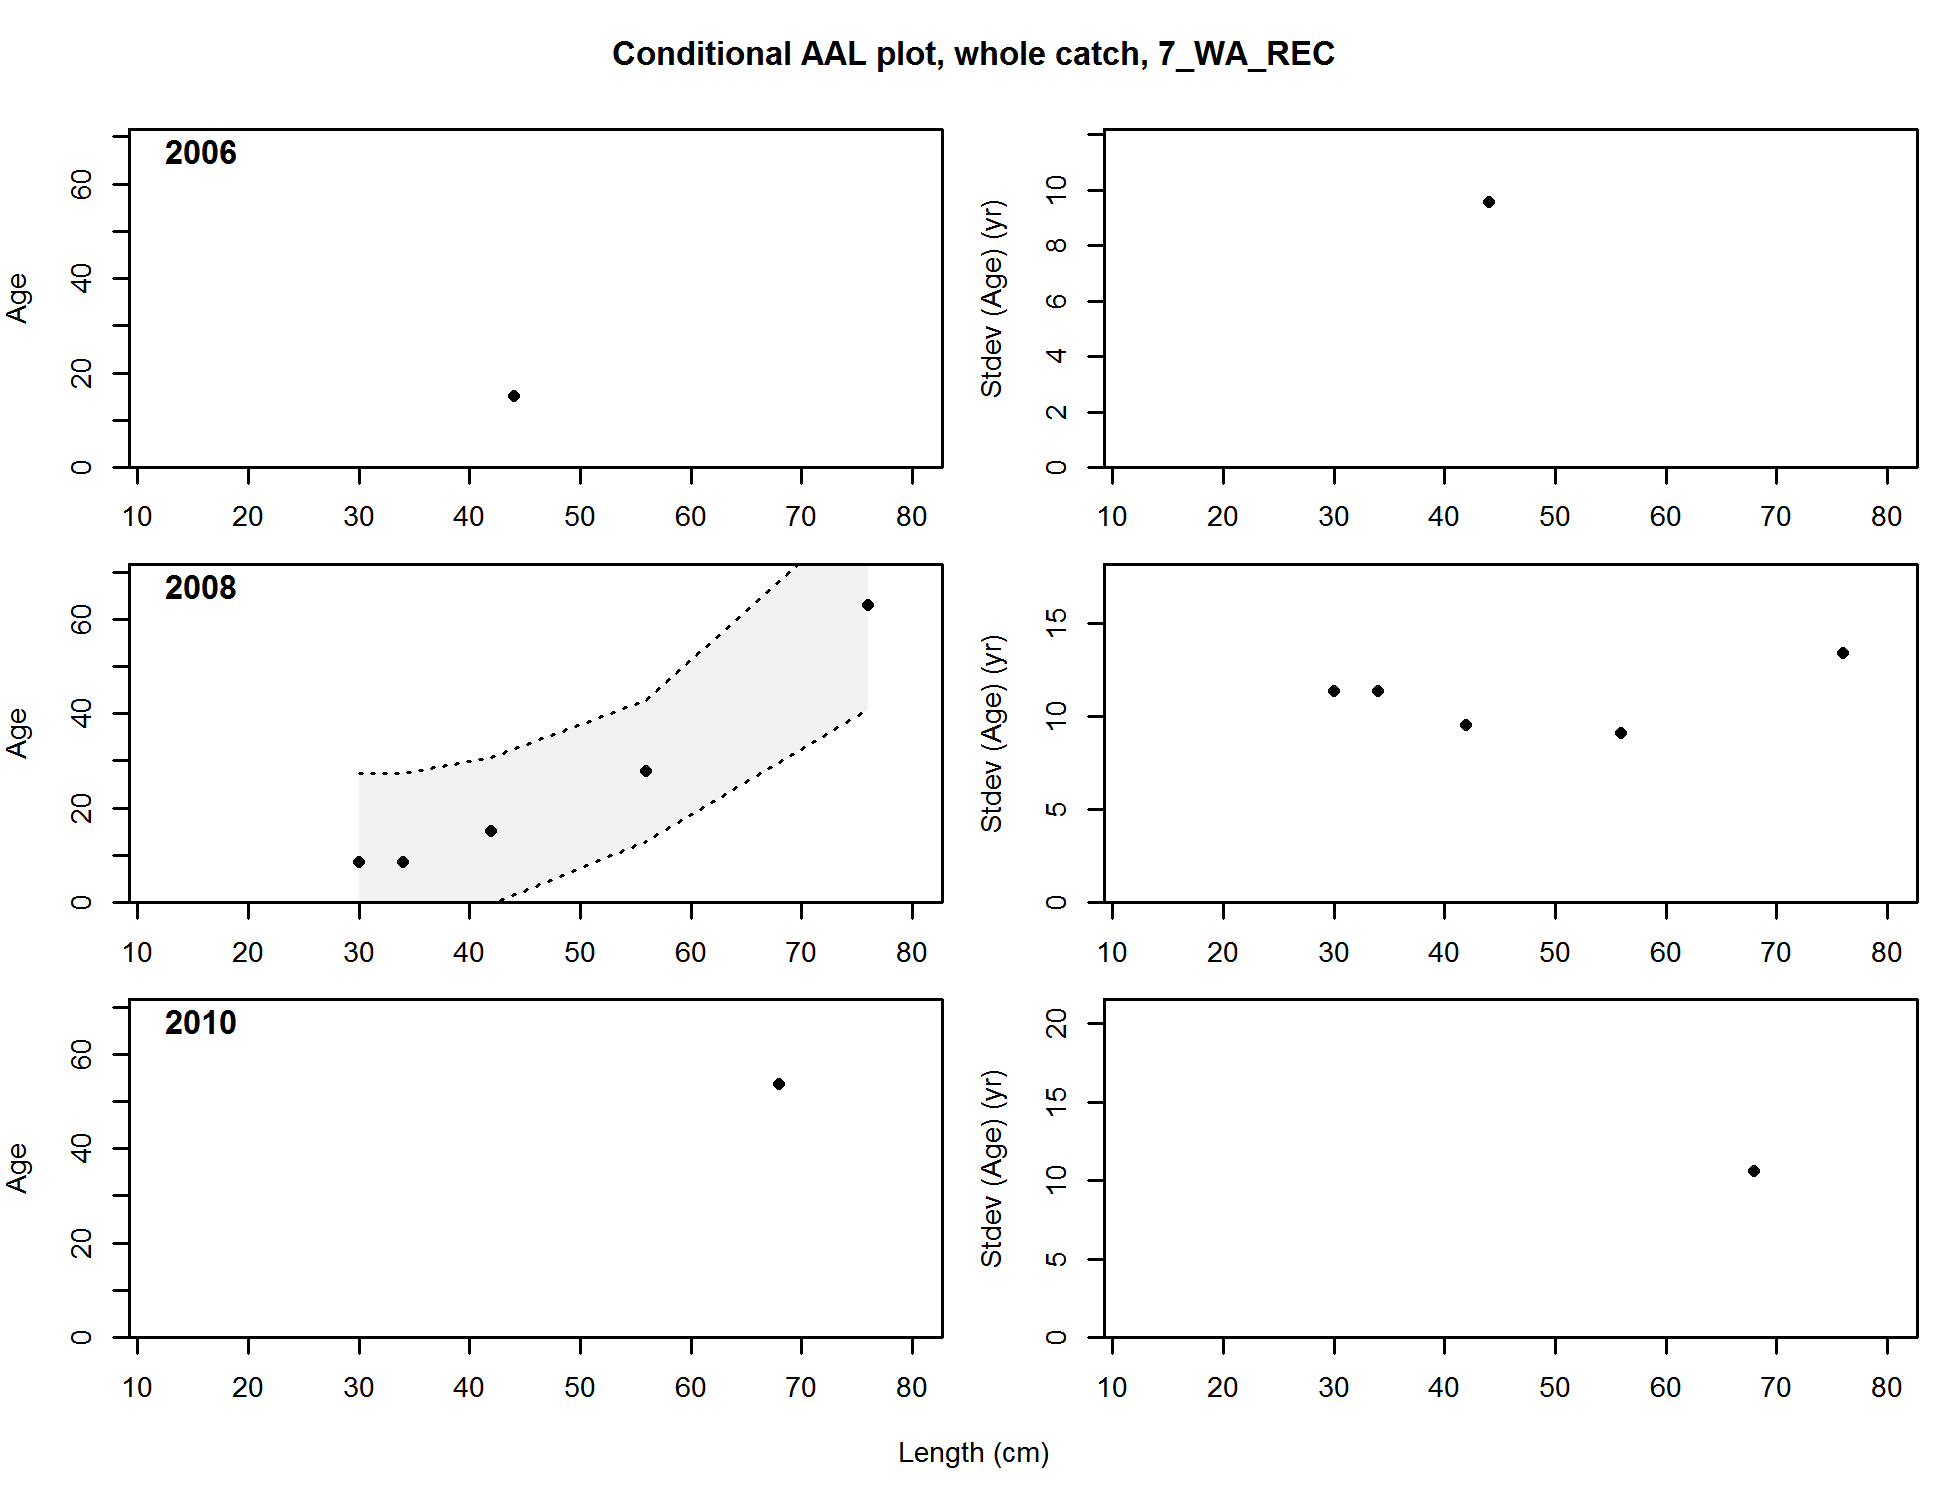 Conditional AAL plot, whole catch, 7_WA_REC
2006
Age
0 20 40 60
10 20 30 40 50 60 70 80
Stdev (Age) (yr)
0 2 4 6 8 10
10 20 30 40 50 60 70 80
2008
Age
0 20 40 60
10 20 30 40 50 60 70 80
Stdev (Age) (yr)
0 5 10 15
10 20 30 40 50 60 70 80
2010
Age
0 20 40 60
10 20 30 40 50 60 70 80
Stdev (Age) (yr)
0 5 10 15 20
10 20 30 40 50 60 70 80
Length (cm)